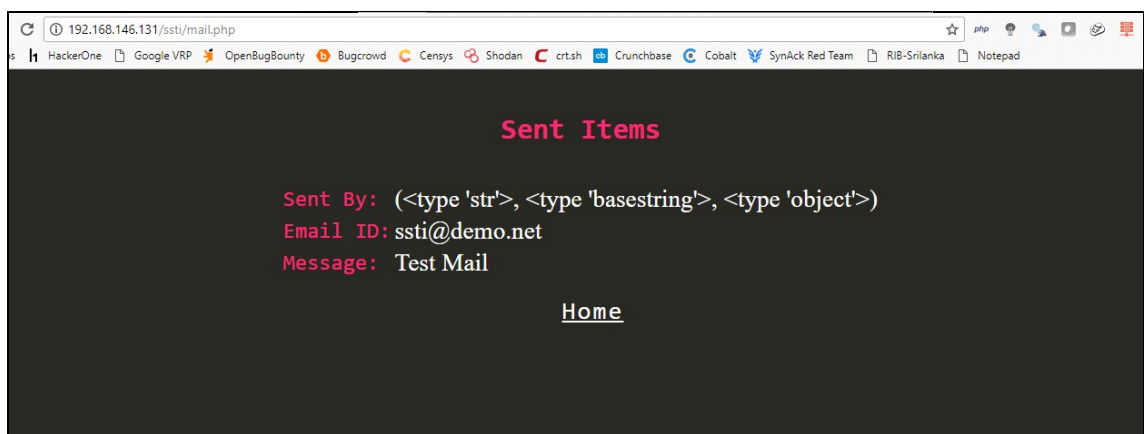 192.168.146.131/ssti/mail.php
php
HackerOne Google VRP OpenBugBounty Bugcrowd Censys Shodan crt.sh cb Crunchbase Cobalt SynAck Red Team RIB-Srilanka Notepad
Sent Items
Sent By: (<type 'str'>, <type 'basestring'>, <type 'object'>)
Email ID: ssti@demo.net
Message: Test Mail
Home